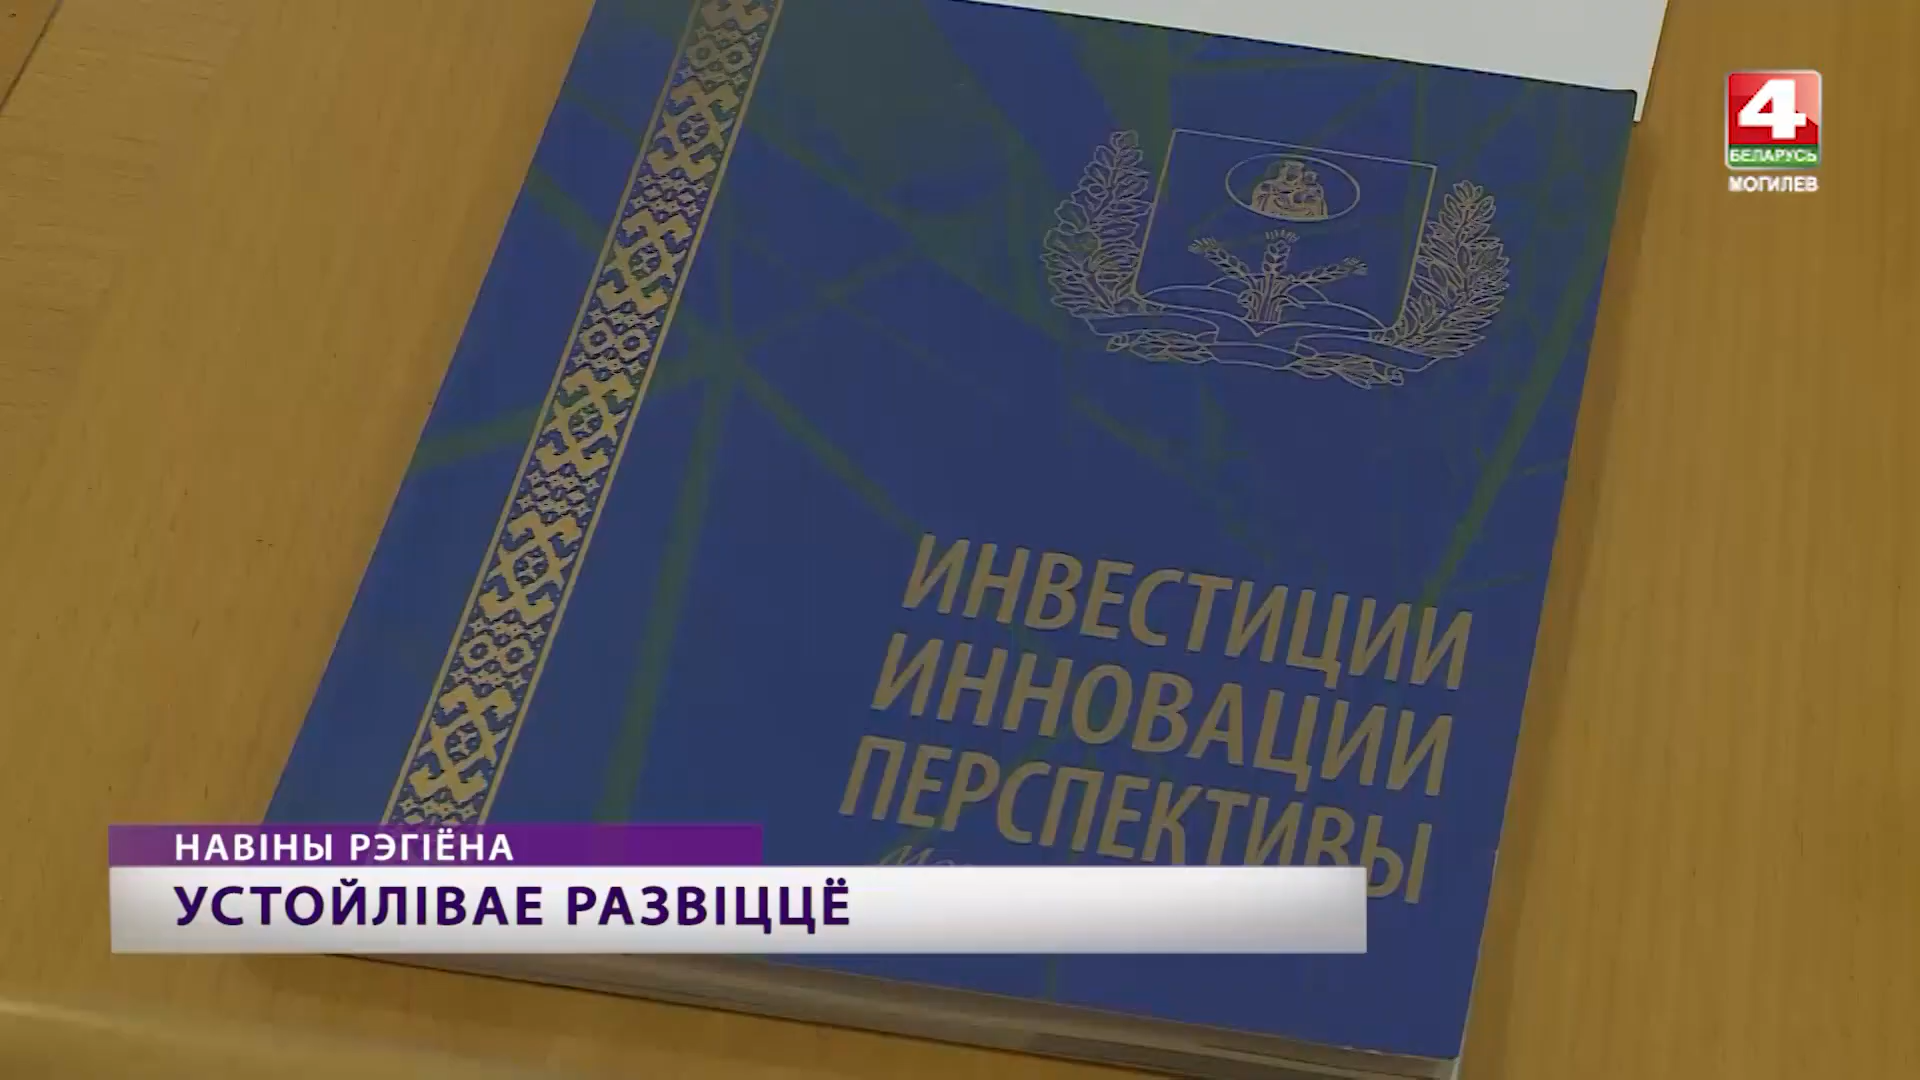 4
БЕЛАРУСЬ
МОГИЛЕВ
ИНВЕСТИЦИИ
ИННОВАЦИИ
ПЕРСПЕКТИВЫ
НАВІНЫ РЭГІЁНА
УСТОЙЛІВАЕ РАЗВІЦЦЁ